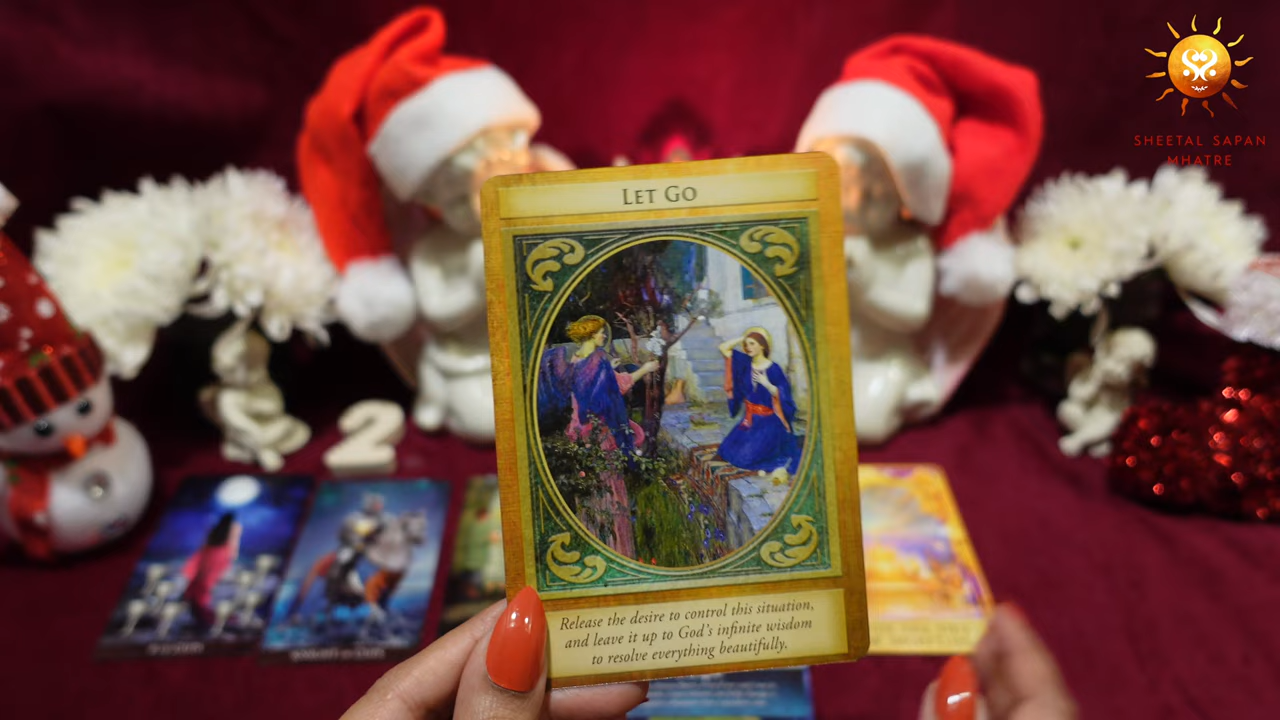 SHEETAL SAPAN
MHATRE
LET GO
2
Release the desire to control this situation,
and leave it up to God's infinite wisdom
to resolve everything beautifully.